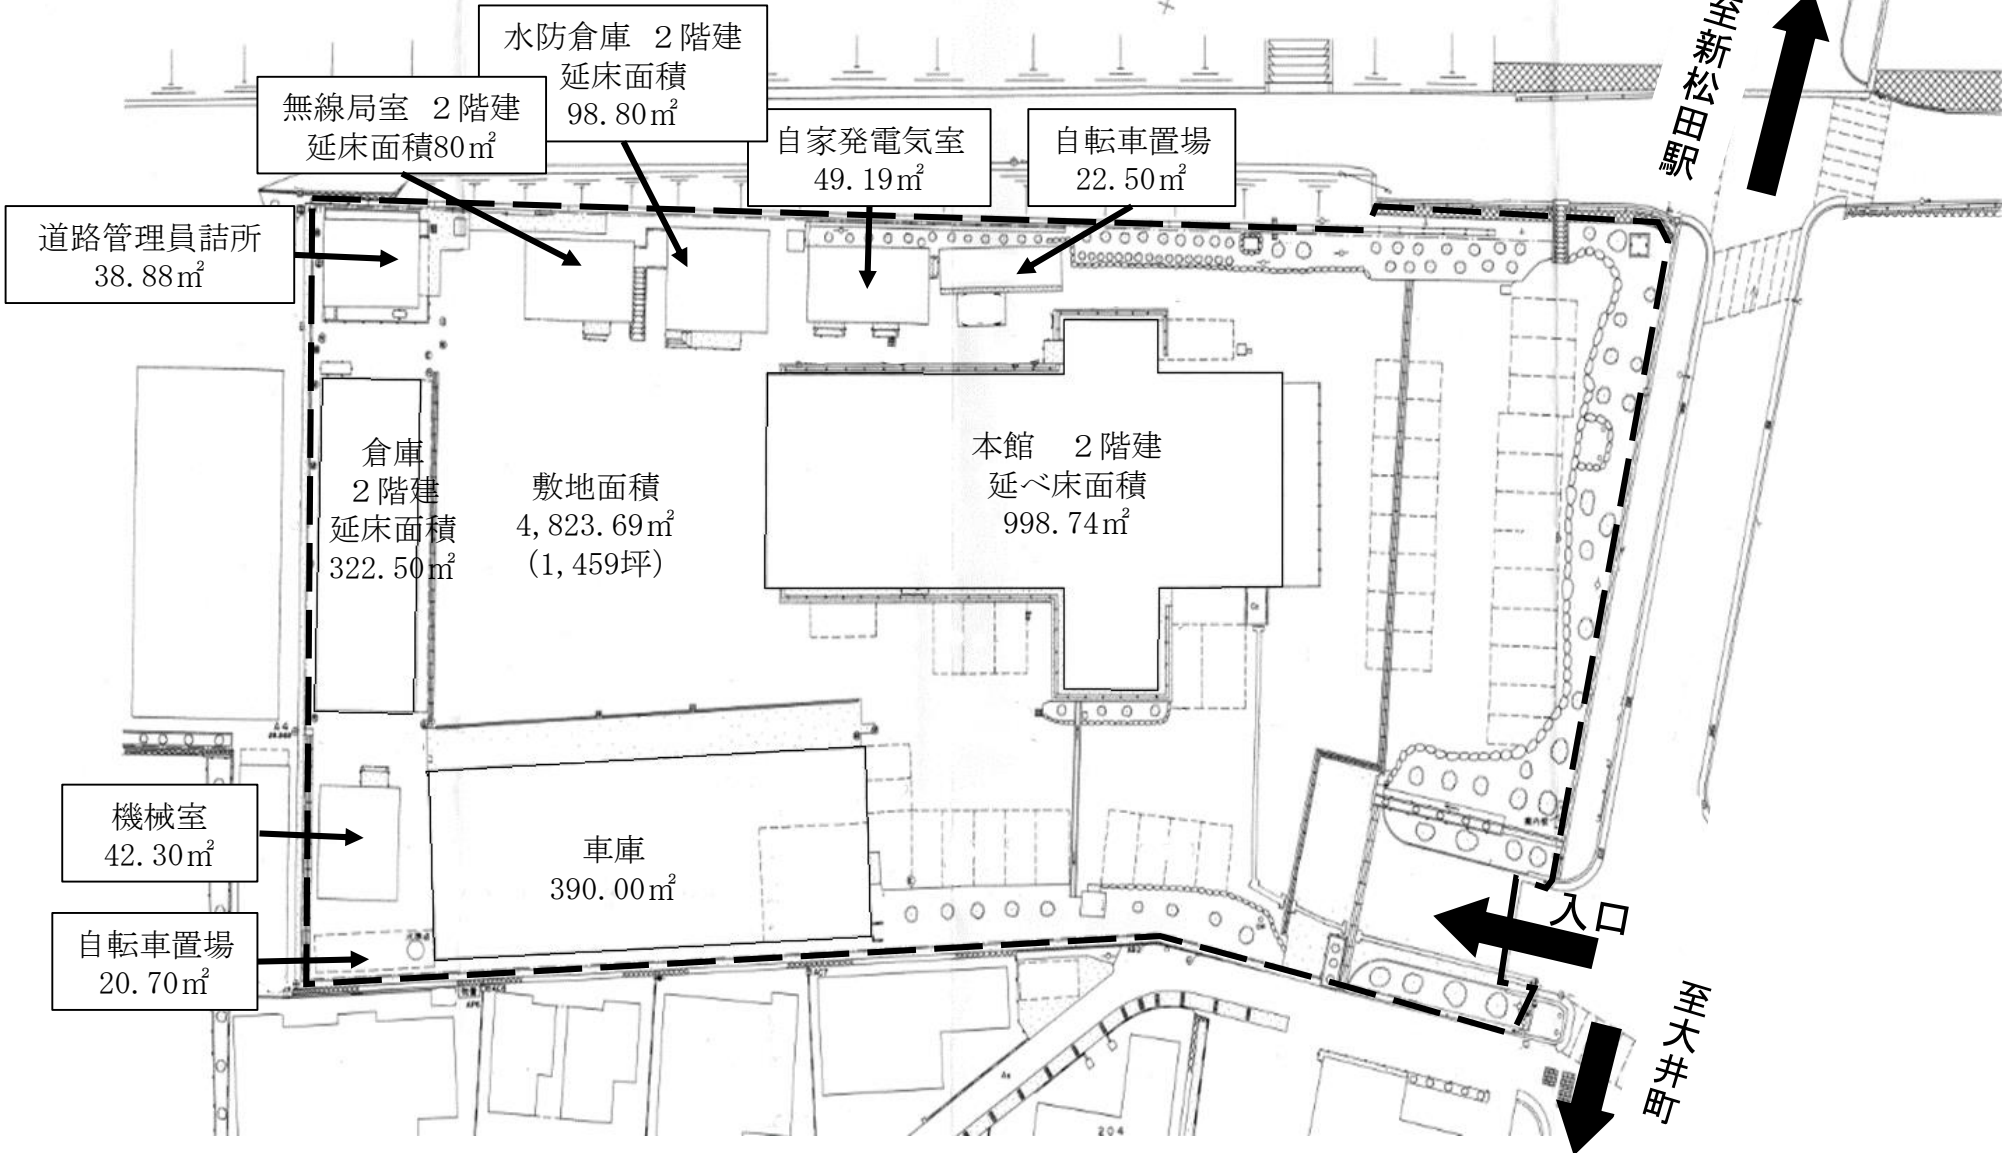 水防倉庫 ２階建
延床面積
98.80㎡
無線局室 ２階建
延床面積80㎡
自家発電気室
49.19㎡
自転車置場
22.50㎡
至新松田駅
道路管理員詰所
38.88㎡
倉庫
２階建
延床面積
322.50㎡
敷地面積
4,823.69㎡
(1,459坪)
本館 ２階建
延べ床面積
998.74㎡
機械室
42.30㎡
車庫
390.00㎡
自転車置場
20.70㎡
入口
至大井町
204